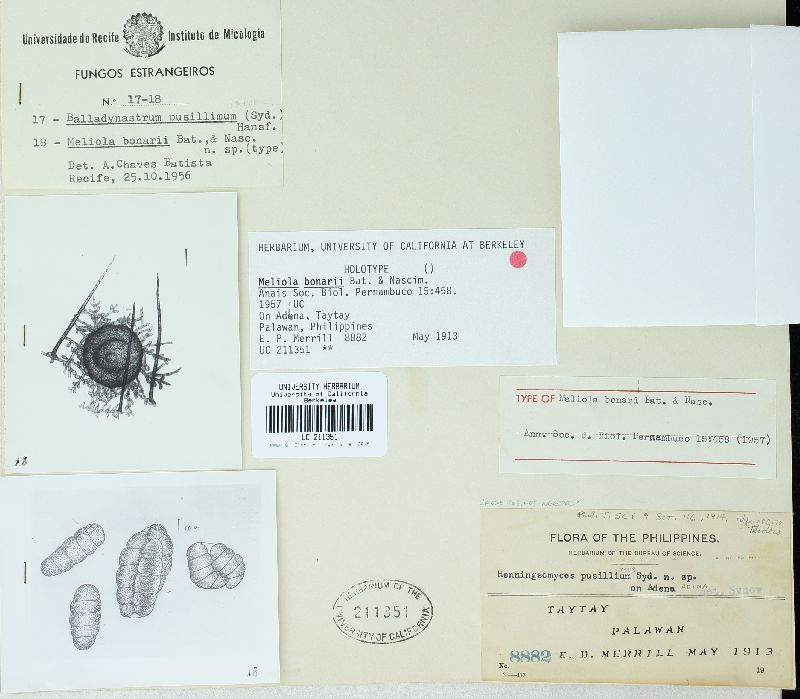 Universidade do Recife Instituto de Micologia
FUNGOS ESTRANGEIROS
N.º 17-18
17 - Balladynastrum pusillimum (Syd.)
Hansf.
18 - Meliola bonarii Bat., & Nasc.
n. sp.(type)
Det. A.Chaves Batista
Recife, 25.10.1956
18
10 u
18
HERBARIUM, UNIVERSITY OF CALIFORNIA AT BERKELEY
HOLOTYPE ()
Meliola bonarii Bat. & Nascim.
Anais Soc. Biol. Pernambuco 15:458.
1957 UC
On Adena, Taytay
Palawan, Philippines
E. P. Merrill 8882 May 1913
UC 211351 **
UNIVERSITY HERBARIUM
University of California
Berkeley
UC 211351
HERBARIUM OF THE
211351
UNIVERSITY OF CALIFORNIA
TYPE OF Meliola bonari Bat. & Nasc.
Ann. Soc. d. Biol. Pernambuco 15:458 (1957)
FLORA OF THE PHILIPPINES.
HERBARIUM OF THE BUREAU OF SCIENCE.
Henningsomyces pusillium Syd. n. sp.
on Adena
det. Sydow
TAYTAY
PALAWAN
No. 8882 E. D. MERRILL MAY 1913
19